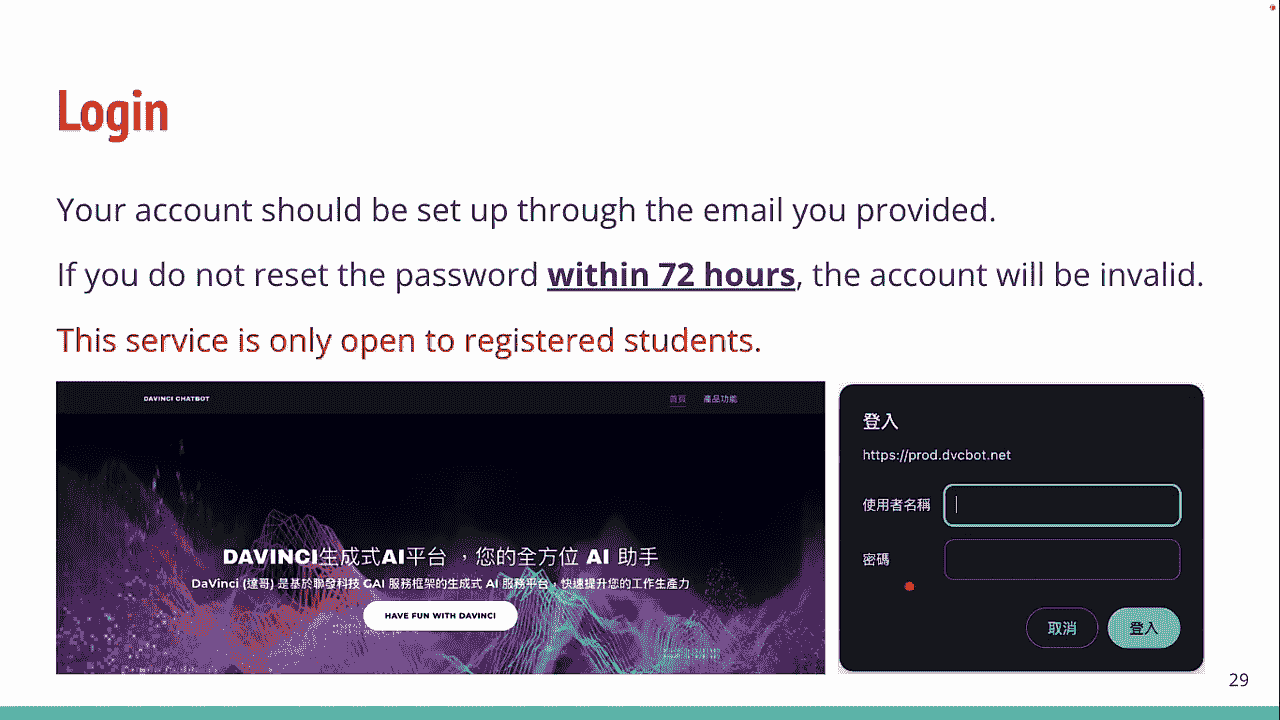 Login
Your account should be set up through the email you provided.
If you do not reset the password within 72 hours, the account will be invalid.
This service is only open to registered students.
DAVINCI CHATBOT
首頁 產品功能
DAVINCI生成式AI平台 ，您的全方位 AI 助手
DaVinci (達哥) 是基於聯發科技 GAI 服務框架的生成式 AI 服務平台，快速提升您的工作生產力
HAVE FUN WITH DAVINCI
登入
https://prod.dvcbot.net
使用者名稱
密碼
取消 登入
29